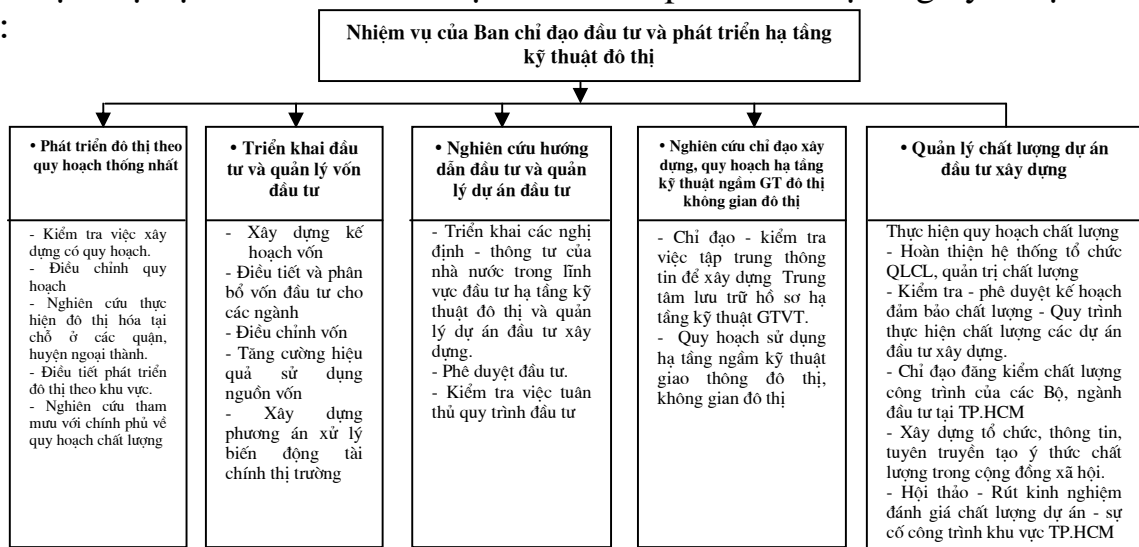 :
Nhiệm vụ của Ban chỉ đạo đầu tư và phát triển hạ tầng
kỹ thuật đô thị
• Phát triển đô thị theo
quy hoạch thống nhất
- Kiểm tra việc xây
dựng có quy hoạch.
- Điều chỉnh quy
hoạch
- Nghiên cứu thực
hiện đô thị hóa tại
chỗ ở các quận,
huyện ngoại thành.
- Điều tiết phát triển
đô thị theo khu vực.
- Nghiên cứu tham
mưu với chính phủ về
quy hoạch chất lượng
• Triển khai đầu
tư và quản lý vốn
đầu tư
- Xây dựng kế
hoạch vốn
- Điều tiết và phân
bổ vốn đầu tư cho
các ngành
- Điều chỉnh vốn
- Tăng cường hiệu
quả sử dụng
nguồn vốn
- Xây dựng
phương án xử lý
biến động tài
chính thị trường
• Nghiên cứu hướng
dẫn đầu tư và quản
lý dự án đầu tư
- Triển khai các nghị
định - thông tư của
nhà nước trong lĩnh
vực đầu tư hạ tầng kỹ
thuật đô thị và quản
lý dự án đầu tư xây
dựng.
- Phê duyệt đầu tư.
- Kiểm tra việc tuân
thủ quy trình đầu tư
• Nghiên cứu chỉ đạo xây
dựng, quy hoạch hạ tầng
kỹ thuật ngầm GT đô thị
không gian đô thị
- Chỉ đạo - kiểm tra
việc tập trung thông
tin để xây dựng Trung
tâm lưu trữ hồ sơ hạ
tầng kỹ thuật GTVT.
- Quy hoạch sử dụng
hạ tầng ngầm kỹ thuật
giao thông đô thị,
không gian đô thị
• Quản lý chất lượng dự án
đầu tư xây dựng
Thực hiện quy hoạch chất lượng
- Hoàn thiện hệ thống tổ chức
QLCL, quản trị chất lượng
- Kiểm tra - phê duyệt kế hoạch
đảm bảo chất lượng - Quy trình
thực hiện chất lượng các dự án
đầu tư xây dựng.
- Chỉ đạo đăng kiểm chất lượng
công trình của các Bộ, ngành
đầu tư tại TP.HCM
- Xây dựng tổ chức, thông tin,
tuyên truyền tạo ý thức chất
lượng trong cộng đồng xã hội.
- Hội thảo - Rút kinh nghiệm
đánh giá chất lượng dự án - sự
cố công trình khu vực TP.HCM